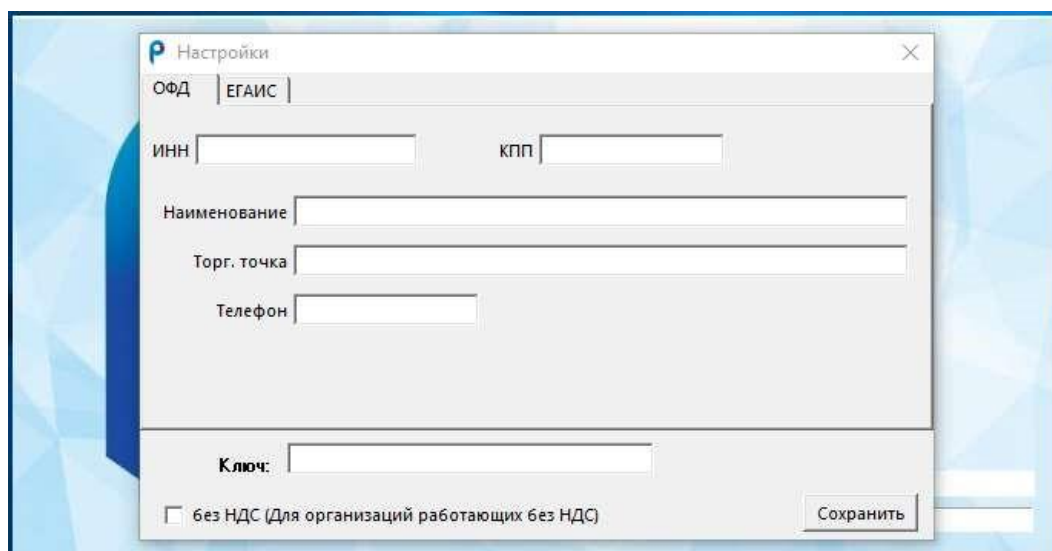 Настройки
ОФД ЕГАИС
ИНН КПП
Наименование
Торг. точка
Телефон
Ключ:
без НДС (Для организаций работающих без НДС) Сохранить